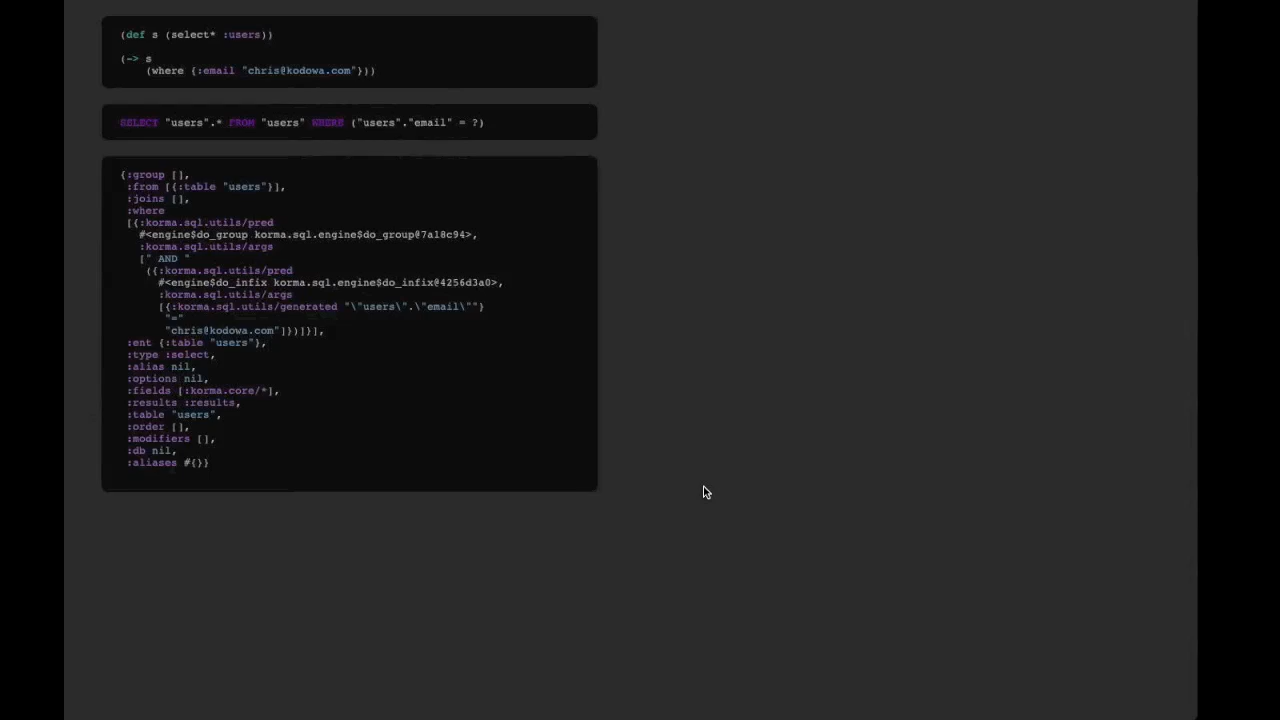 (def s (select* :users))
(-> s
(where {:email "chris@kodowa.com"}))
SELECT "users".* FROM "users" WHERE ("users"."email" = ?)
{:group [],
:from [{:table "users"}],
:joins [],
:where
[{:korma.sql.utils/pred
#<engine$do_group korma.sql.engine$do_group@7a18c94>,
:korma.sql.utils/args
[" AND "
({:korma.sql.utils/pred
#<engine$do_infix korma.sql.engine$do_infix@4256d3a0>,
:korma.sql.utils/args
[{:korma.sql.utils/generated "\"users\".\"email\""}
"="
"chris@kodowa.com"]})]}],
:ent {:table "users"},
:type :select,
:alias nil,
:options nil,
:fields [:korma.core/*],
:results :results,
:table "users",
:order [],
:modifiers [],
:db nil,
:aliases #{}}